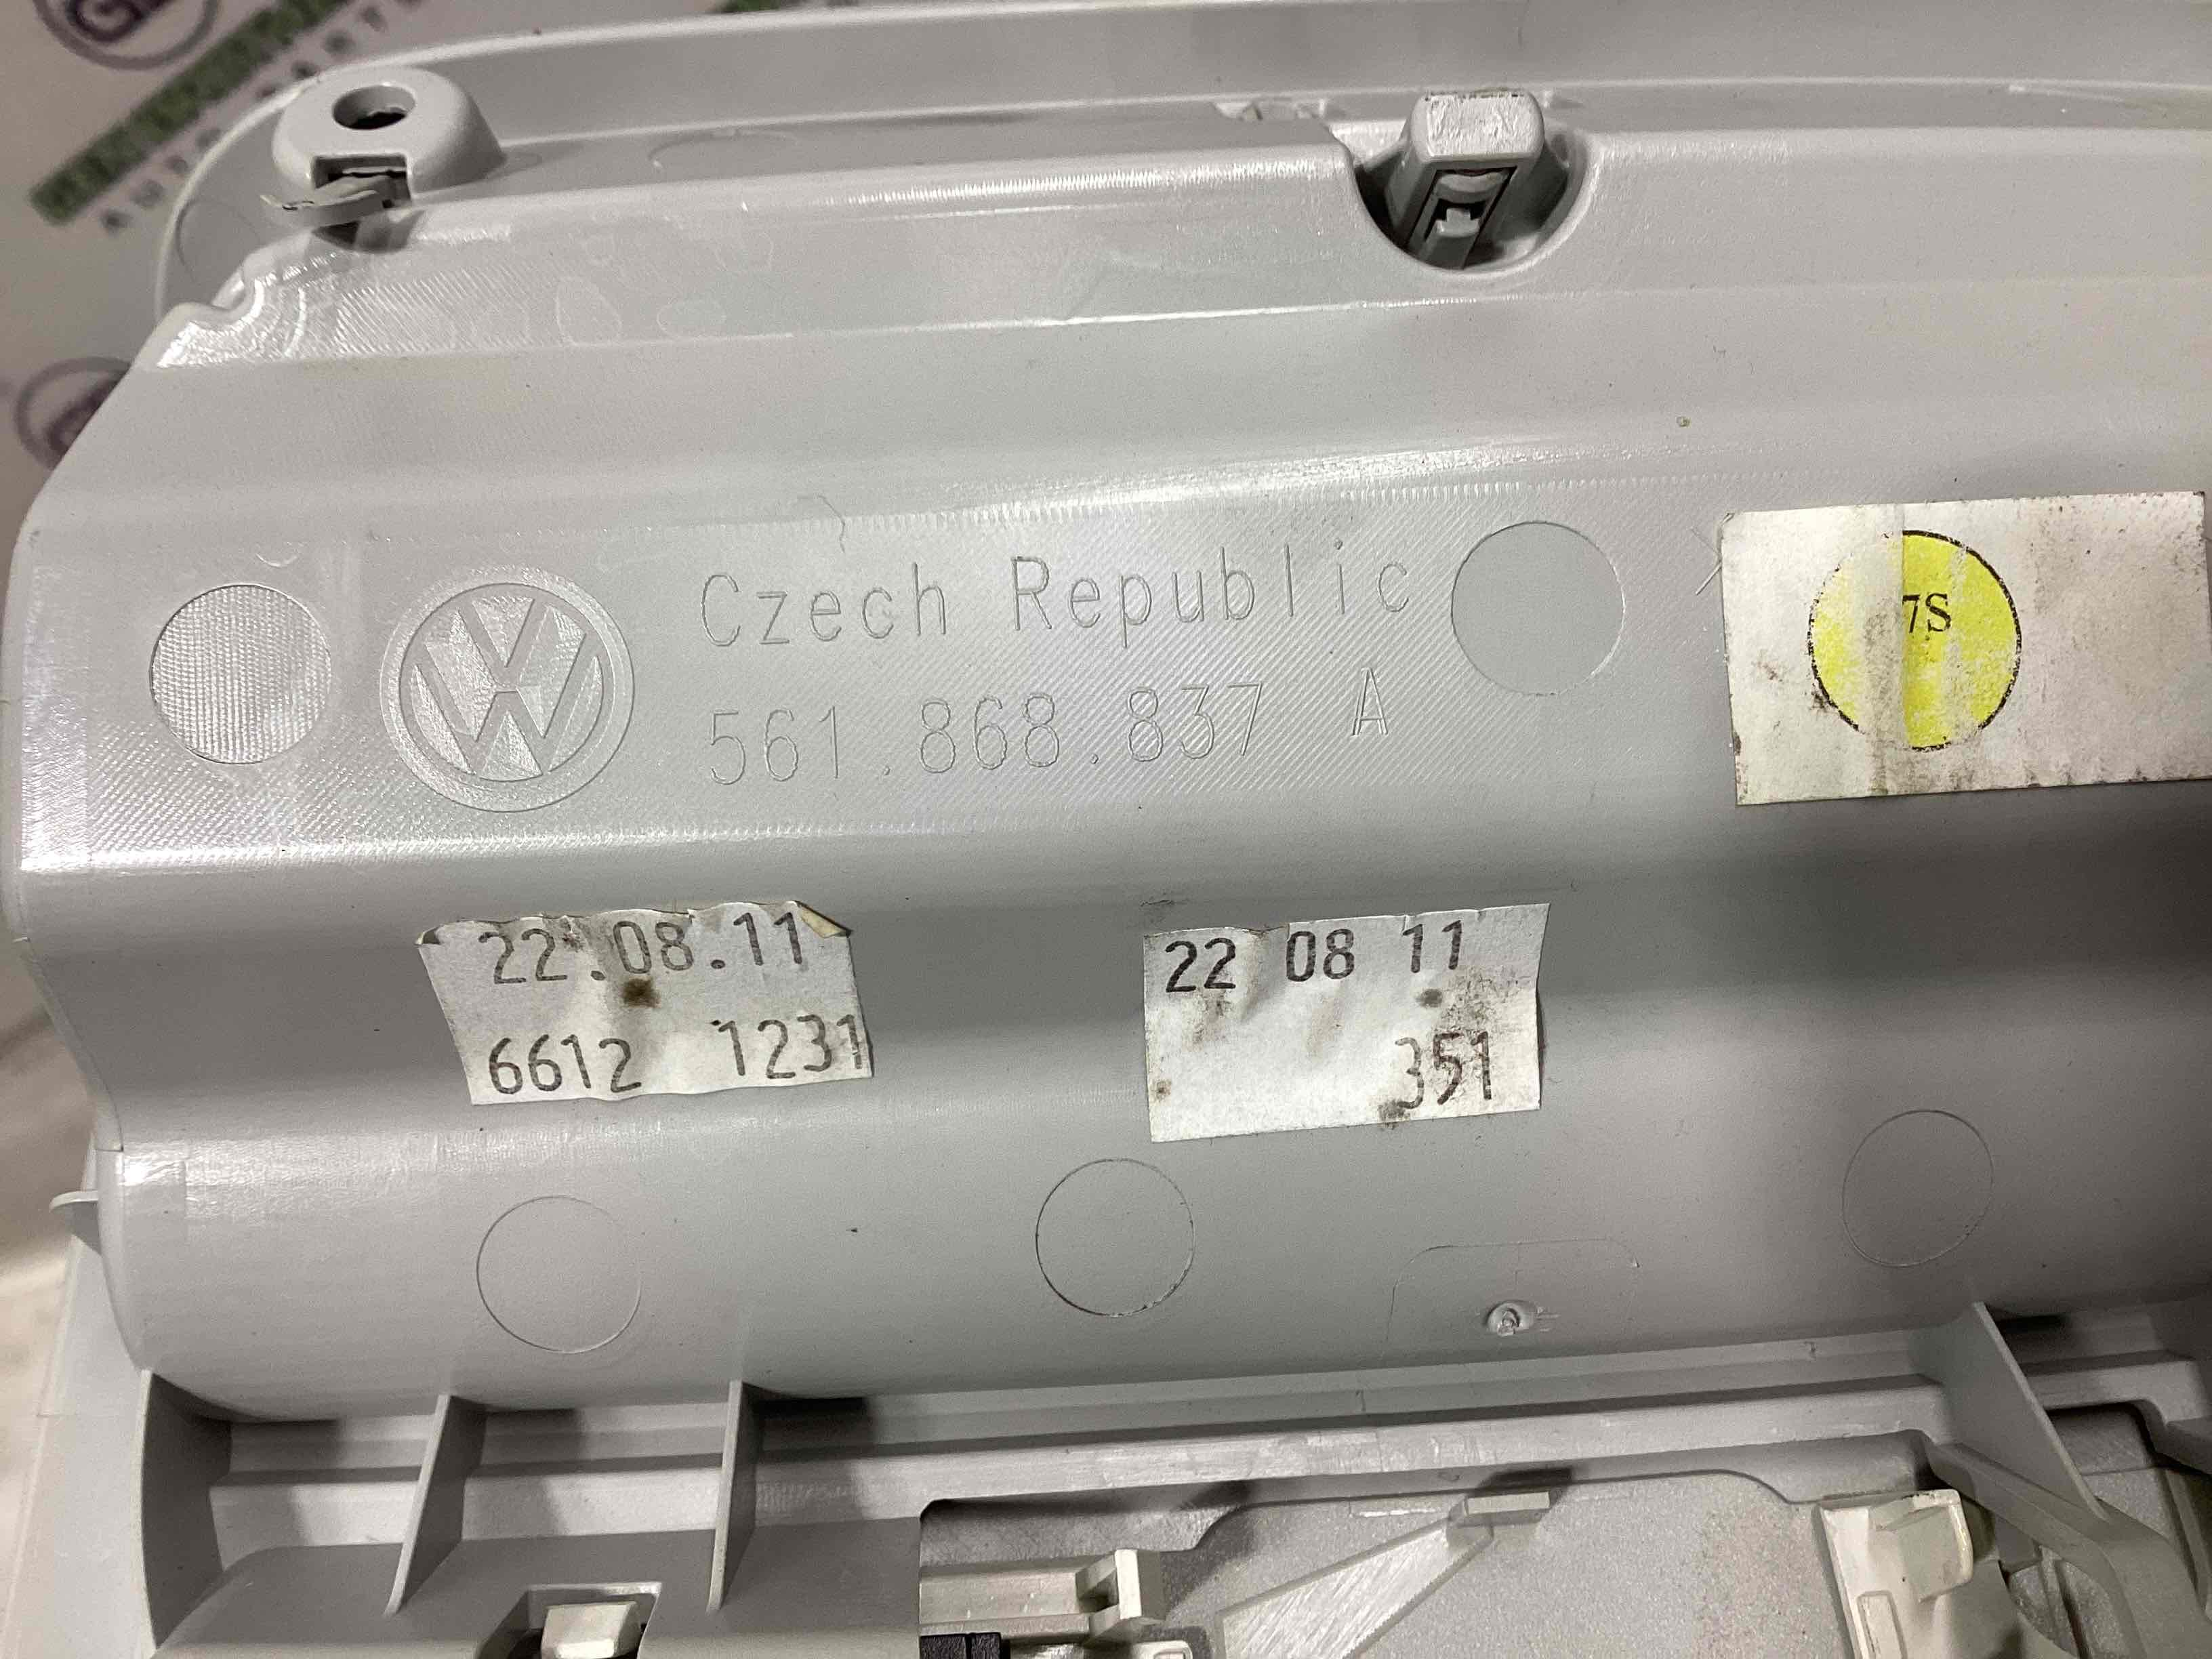 Czech Republic
561.868.837 A
7S
22.08.11
6612 1231
22 08 11
351